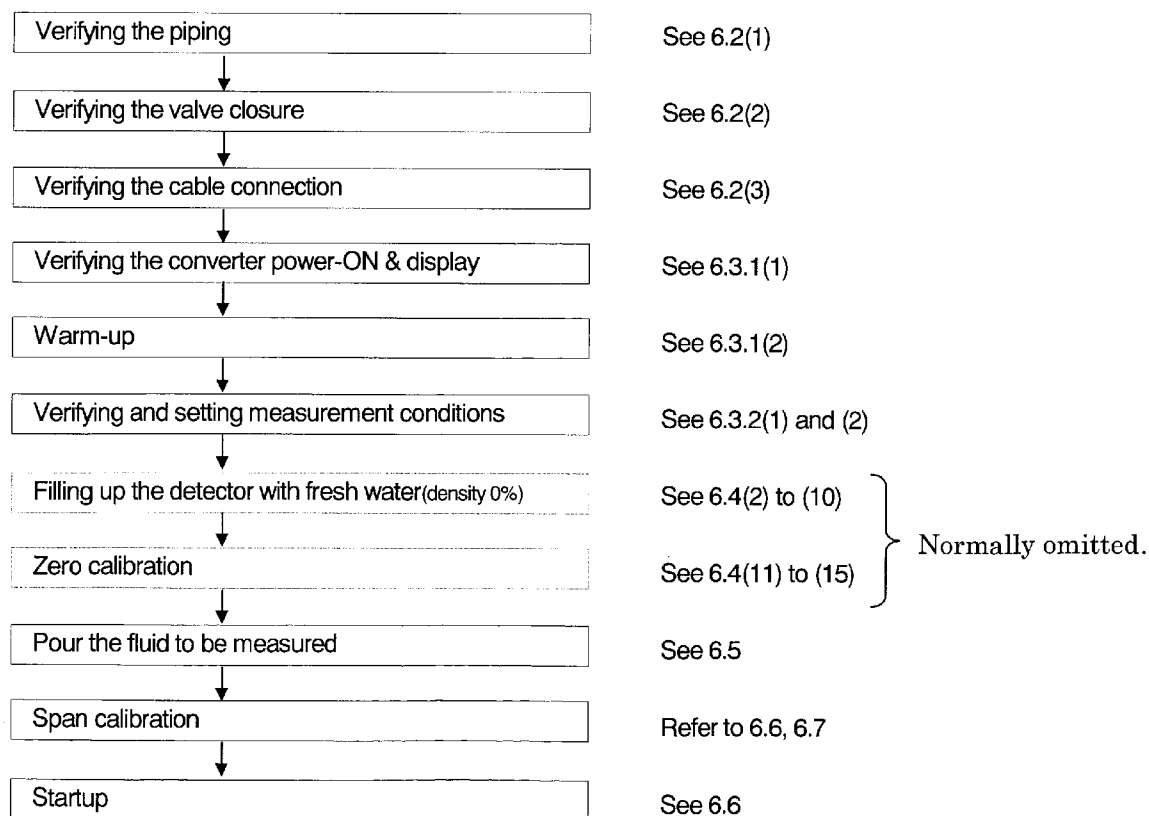 Verifying the piping See 6.2(1)
Verifying the valve closure See 6.2(2)
Verifying the cable connection See 6.2(3)
Verifying the converter power-ON & display See 6.3.1(1)
Warm-up See 6.3.1(2)
Verifying and setting measurement conditions See 6.3.2(1) and (2)
Filling up the detector with fresh water(density 0%) See 6.4(2) to (10)
Normally omitted.
Zero calibration See 6.4(11) to (15)
Pour the fluid to be measured See 6.5
Span calibration Refer to 6.6, 6.7
Startup See 6.6